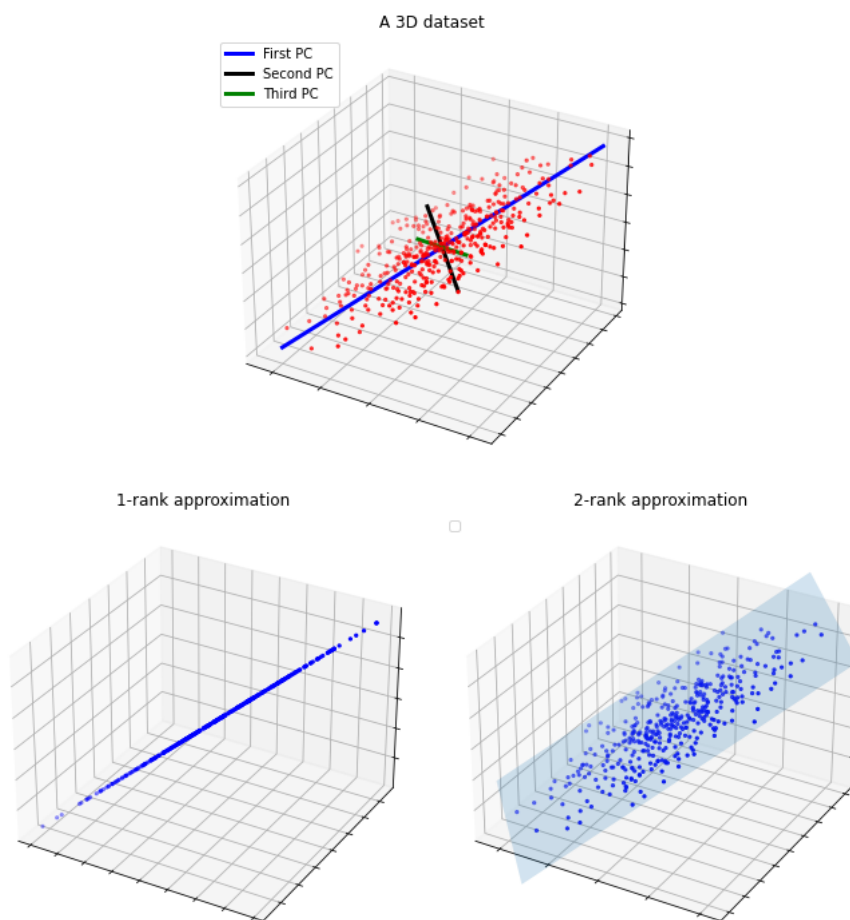 A 3D dataset
First PC
Second PC
Third PC
1-rank approximation
2-rank approximation